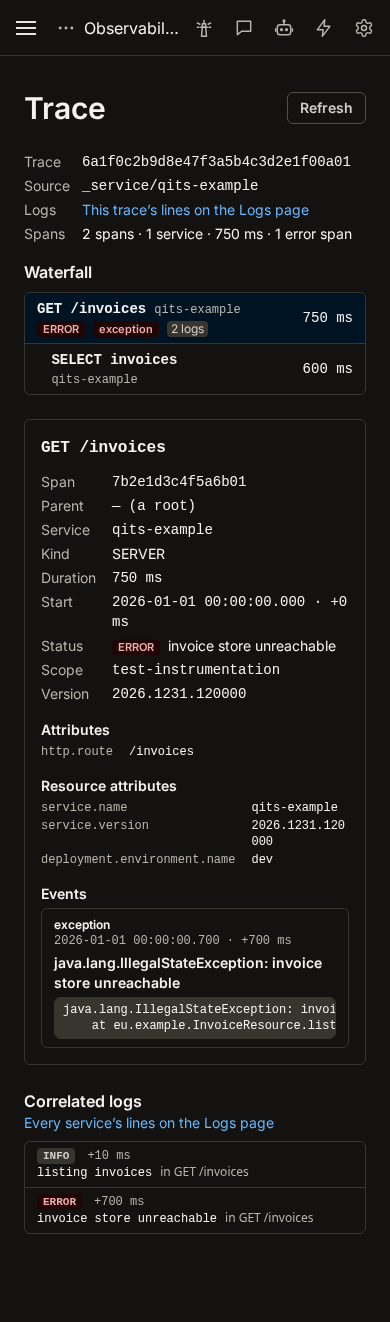 Observabil...
Trace
Refresh
Trace 6a1f0c2b9d8e47f3a5b4c3d2e1f00a01
Source _service/qits-example
Logs This trace's lines on the Logs page
Spans 2 spans · 1 service · 750 ms · 1 error span
Waterfall
GET /invoices qits-example
ERROR exception 2 logs
750 ms
SELECT invoices
qits-example
600 ms
GET /invoices
Span 7b2e1d3c4f5a6b01
Parent — (a root)
Service qits-example
Kind SERVER
Duration 750 ms
Start 2026-01-01 00:00:00.000 · +0
ms
Status ERROR invoice store unreachable
Scope test-instrumentation
Version 2026.1231.120000
Attributes
http.route /invoices
Resource attributes
service.name qits-example
service.version 2026.1231.120
000
deployment.environment.name dev
Events
exception
2026-01-01 00:00:00.700 · +700 ms
java.lang.IllegalStateException: invoice
store unreachable
java.lang.IllegalStateException: invoi
at eu.example.InvoiceResource.list
Correlated logs
Every service's lines on the Logs page
INFO +10 ms
listing invoices in GET /invoices
ERROR +700 ms
invoice store unreachable in GET /invoices